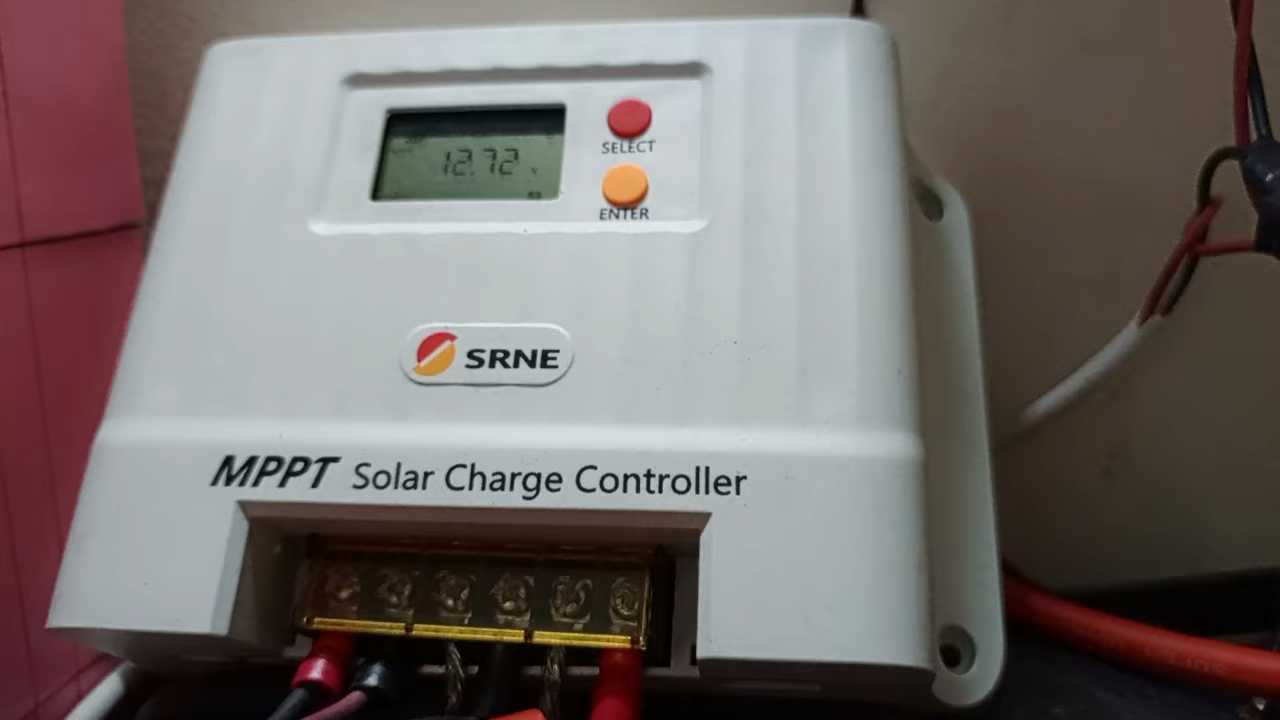 12.72 v
SELECT
ENTER
SRNE
MPPT Solar Charge Controller